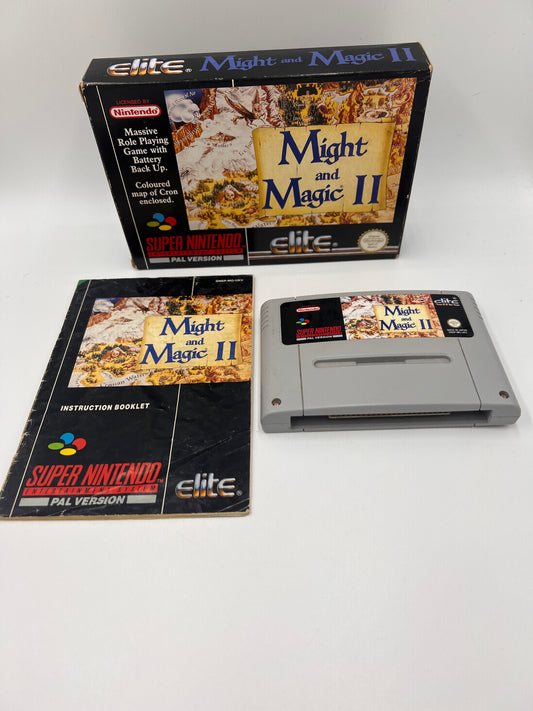 elite® Might and Magic II
LICENSED BY
Nintendo
Massive
Role Playing
Game with
Battery
Back Up.
Coloured
map of Cron
enclosed.
Might
and
Magic II
SUPER NINTENDO
ENTERTAINMENT SYSTEM
PAL VERSION
elite®
Might
and
Magic II
INSTRUCTION BOOKLET
SUPER NINTENDO
ENTERTAINMENT SYSTEM
PAL VERSION
elite®
Nintendo
elite
Might
and
Magic II
SUPER NINTENDO
ENTERTAINMENT SYSTEM
PAL VERSION